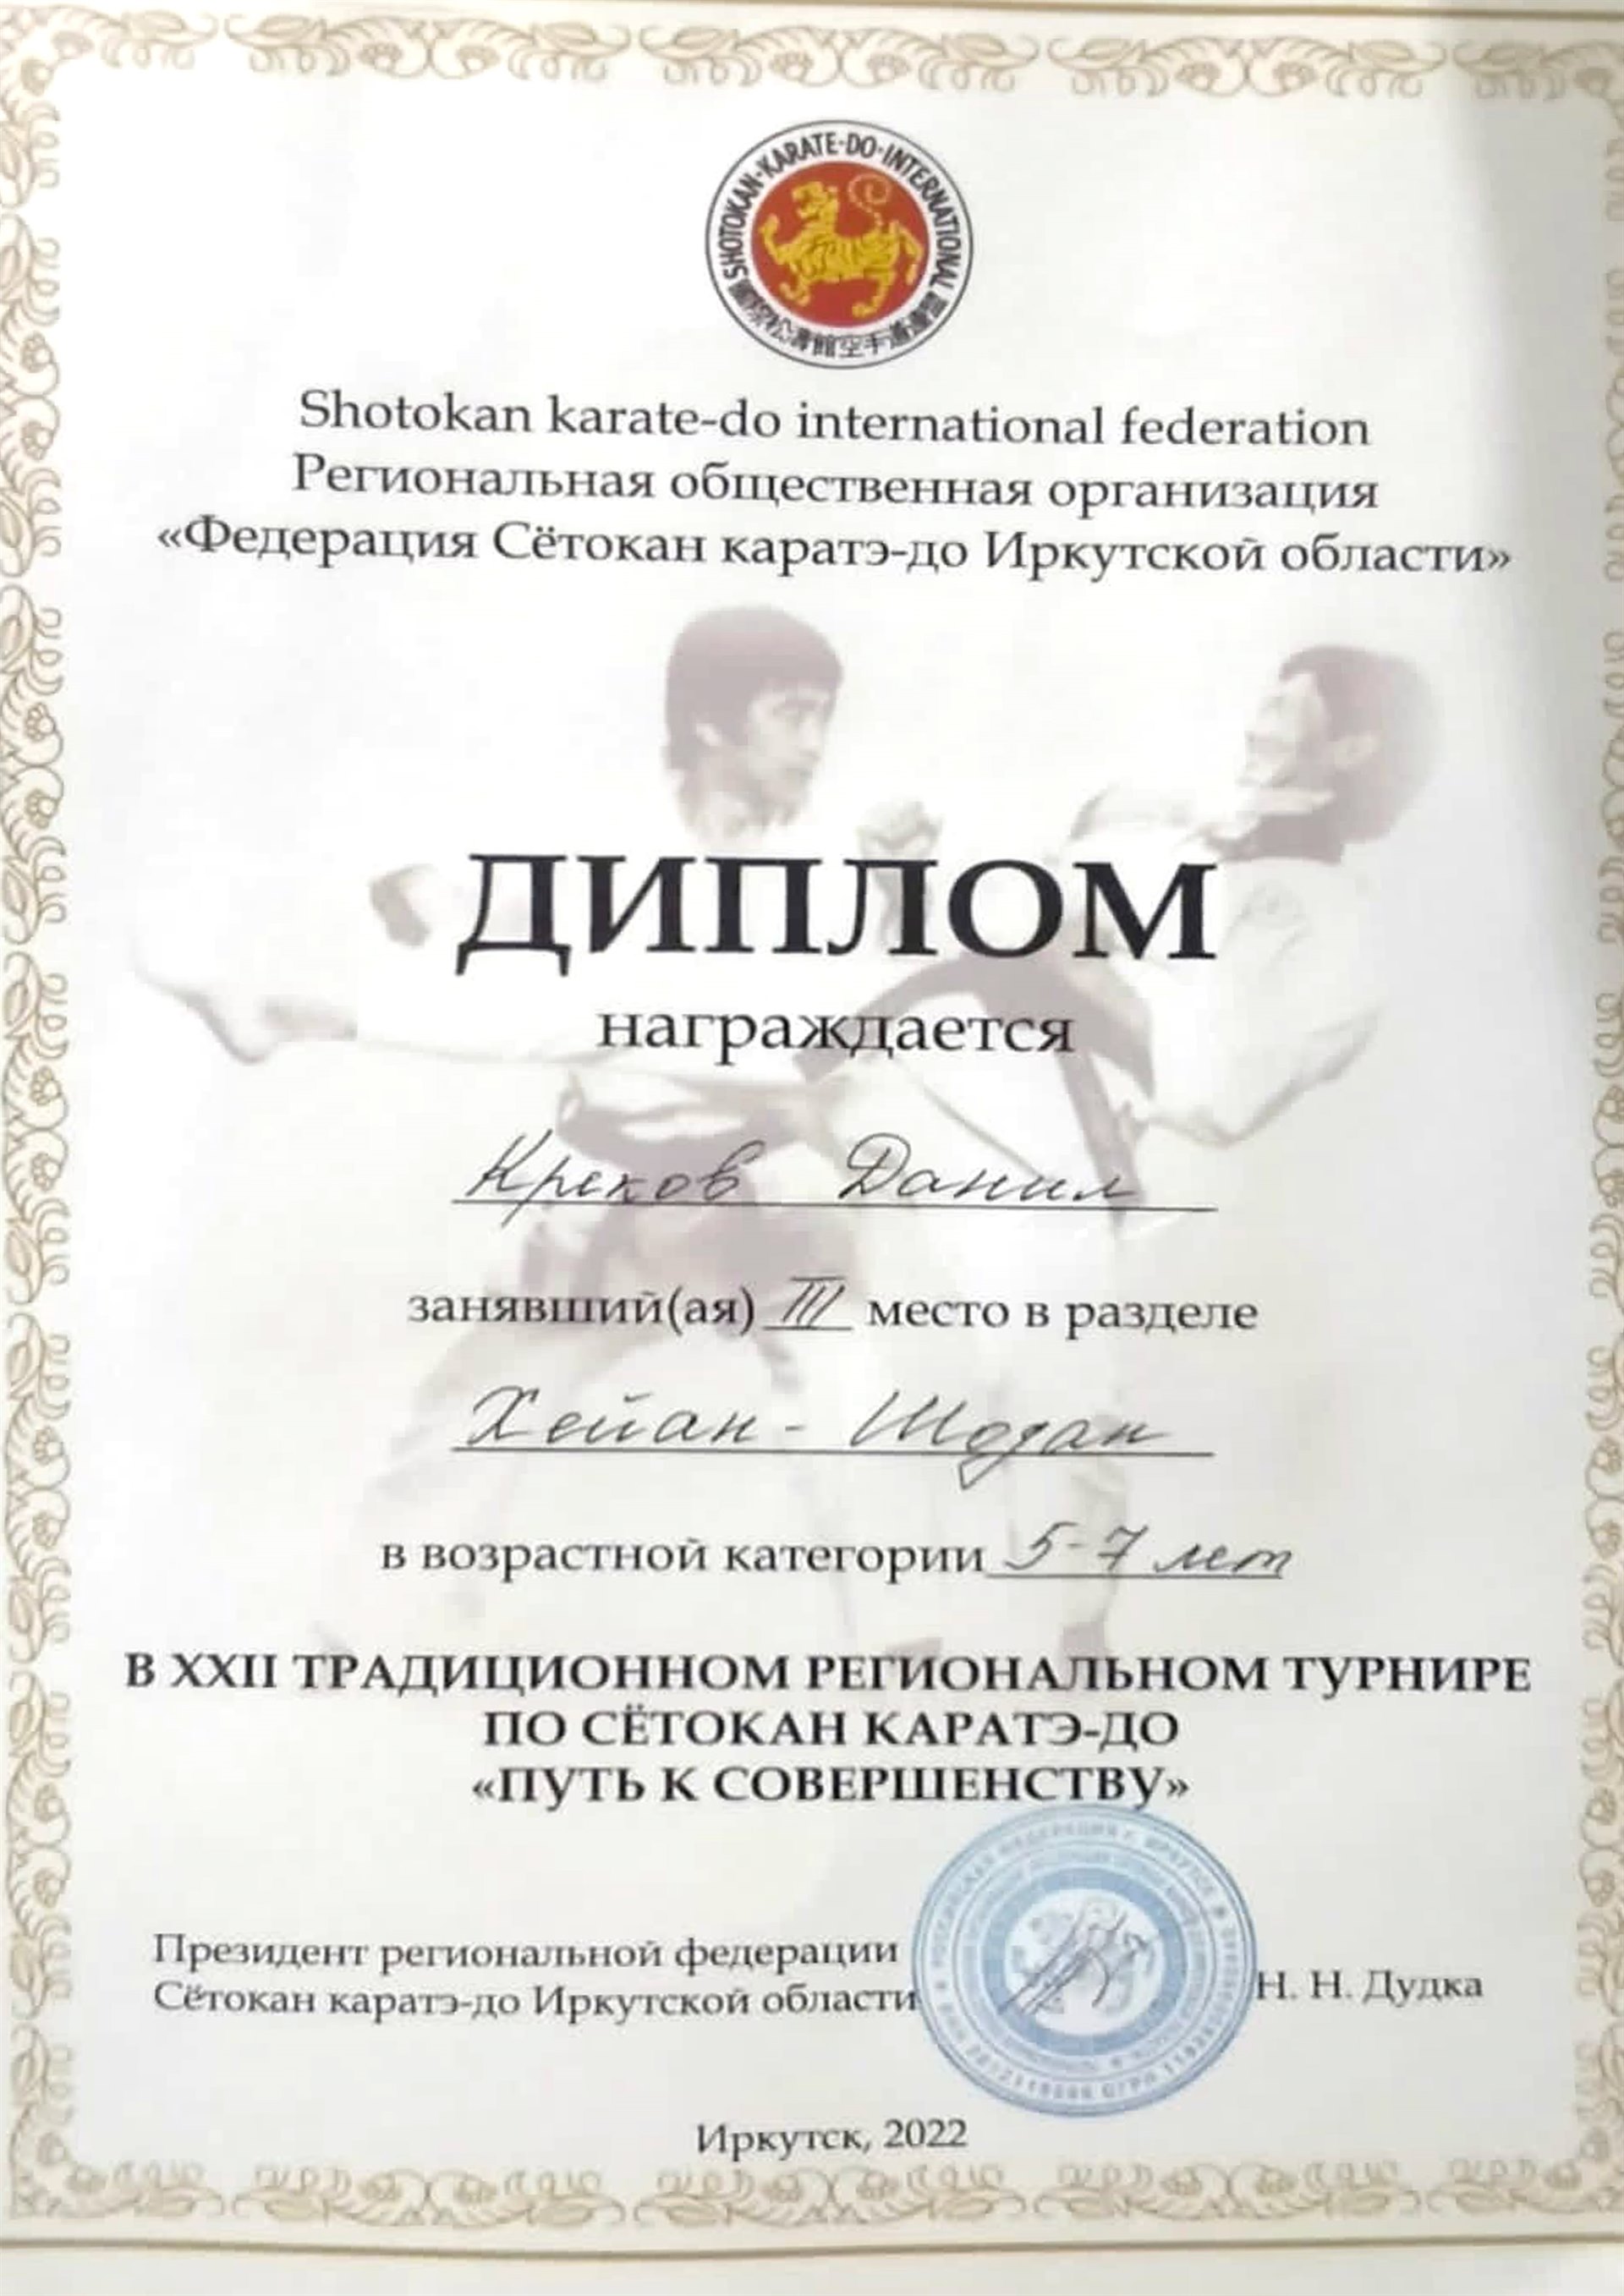 SHOTOKAN·KARATE-DO·INTERNATIONAL
Shotokan karate-do international federation
Региональная общественная организация
«Федерация Сётокан каратэ-до Иркутской области»
ДИПЛОМ
награждается
Креков Данил
занявший(ая) III место в разделе
Хейан - Шодан
в возрастной категории 5-7 лет
В XXII ТРАДИЦИОННОМ РЕГИОНАЛЬНОМ ТУРНИРЕ
ПО СЁТОКАН КАРАТЭ-ДО
«ПУТЬ К СОВЕРШЕНСТВУ»
Президент региональной федерации
Сётокан каратэ-до Иркутской области Н. Н. Дудка
Иркутск, 2022